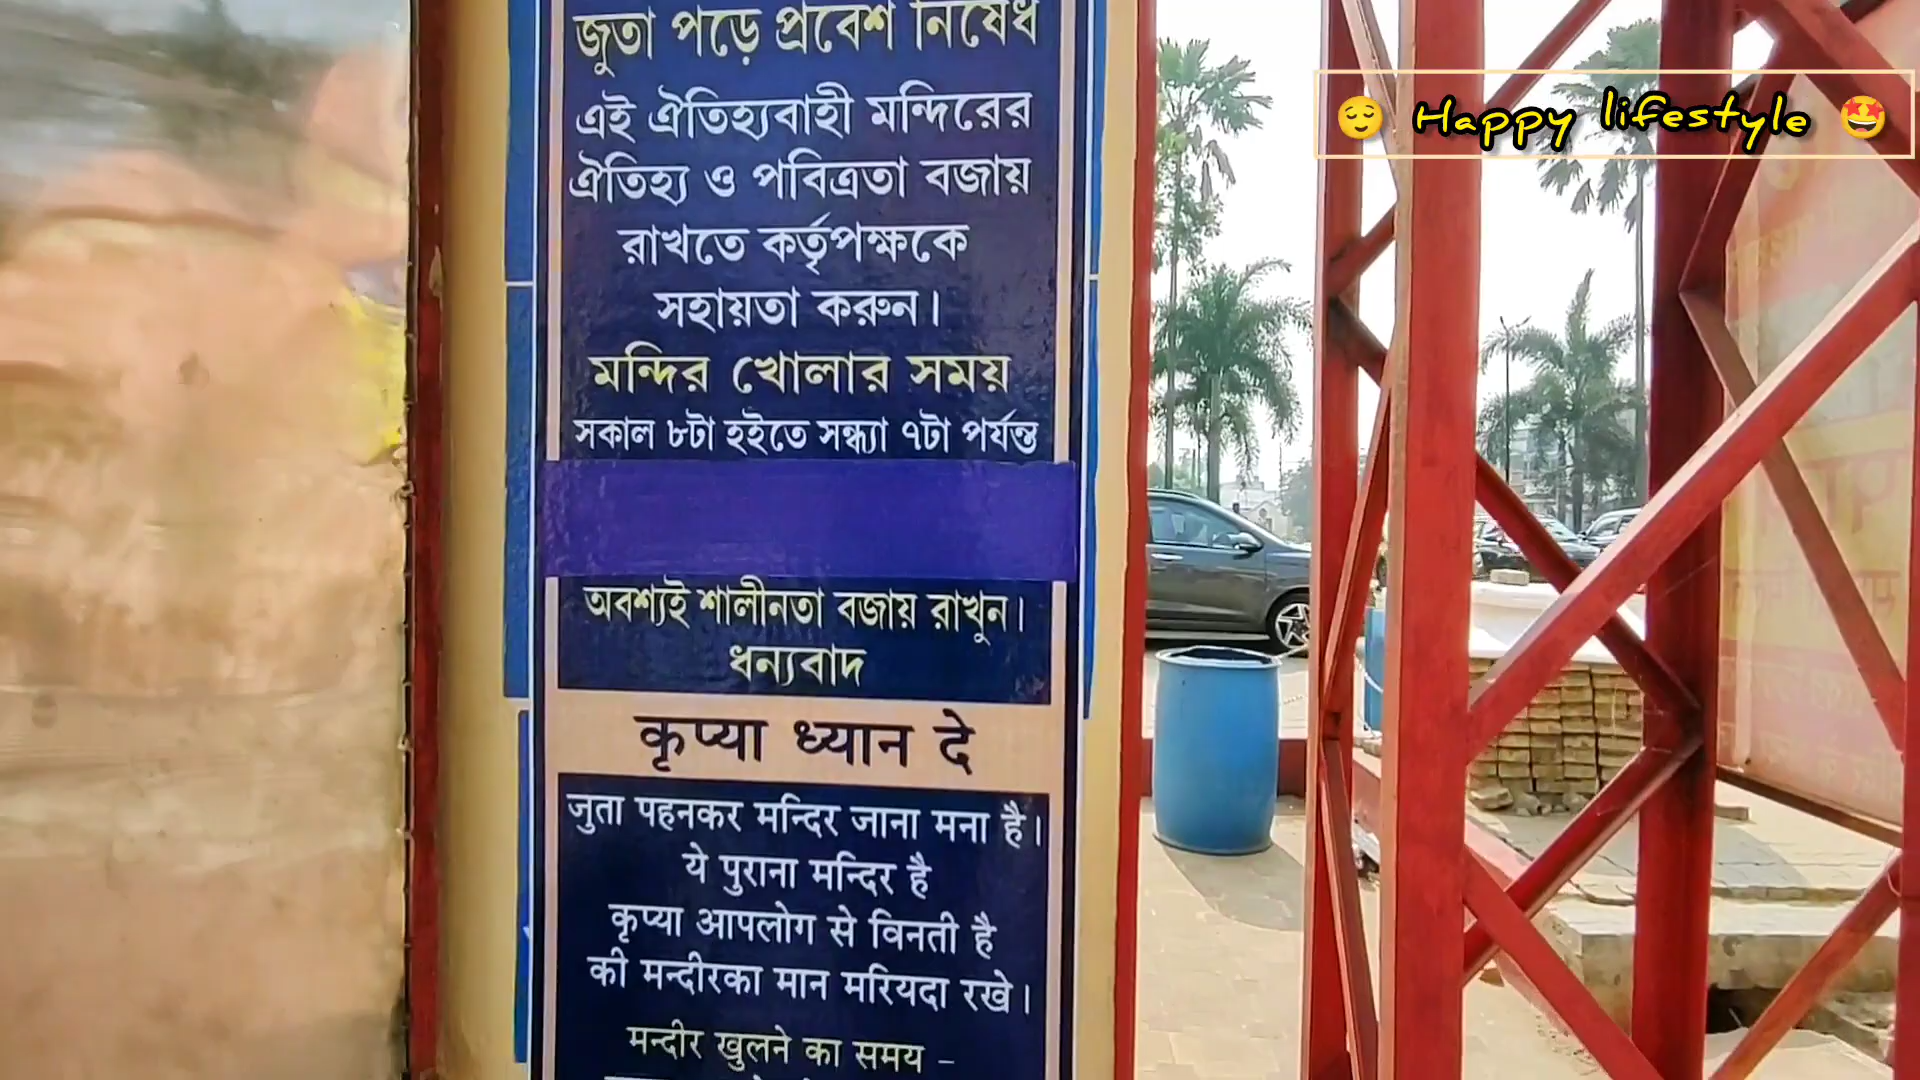 জুতা পড়ে প্রবেশ নিষেধ
এই ঐতিহ্যবাহী মন্দিরের
ঐতিহ্য ও পবিত্রতা বজায়
রাখতে কর্তৃপক্ষকে
সহায়তা করুন।
মন্দির খোলার সময়
সকাল ৮টা হইতে সন্ধ্যা ৭টা পর্যন্ত
অবশ্যই শালীনতা বজায় রাখুন।
ধন্যবাদ
कृप्या ध्यान दे
जुता पहनकर मन्दिर जाना मना है।
ये पुराना मन्दिर है
कृप्या आपलोग से विनती है
की मन्दीरका मान मरियदा रखे।
मन्दीर खुलने का समय –
😌 Happy lifestyle 🤩